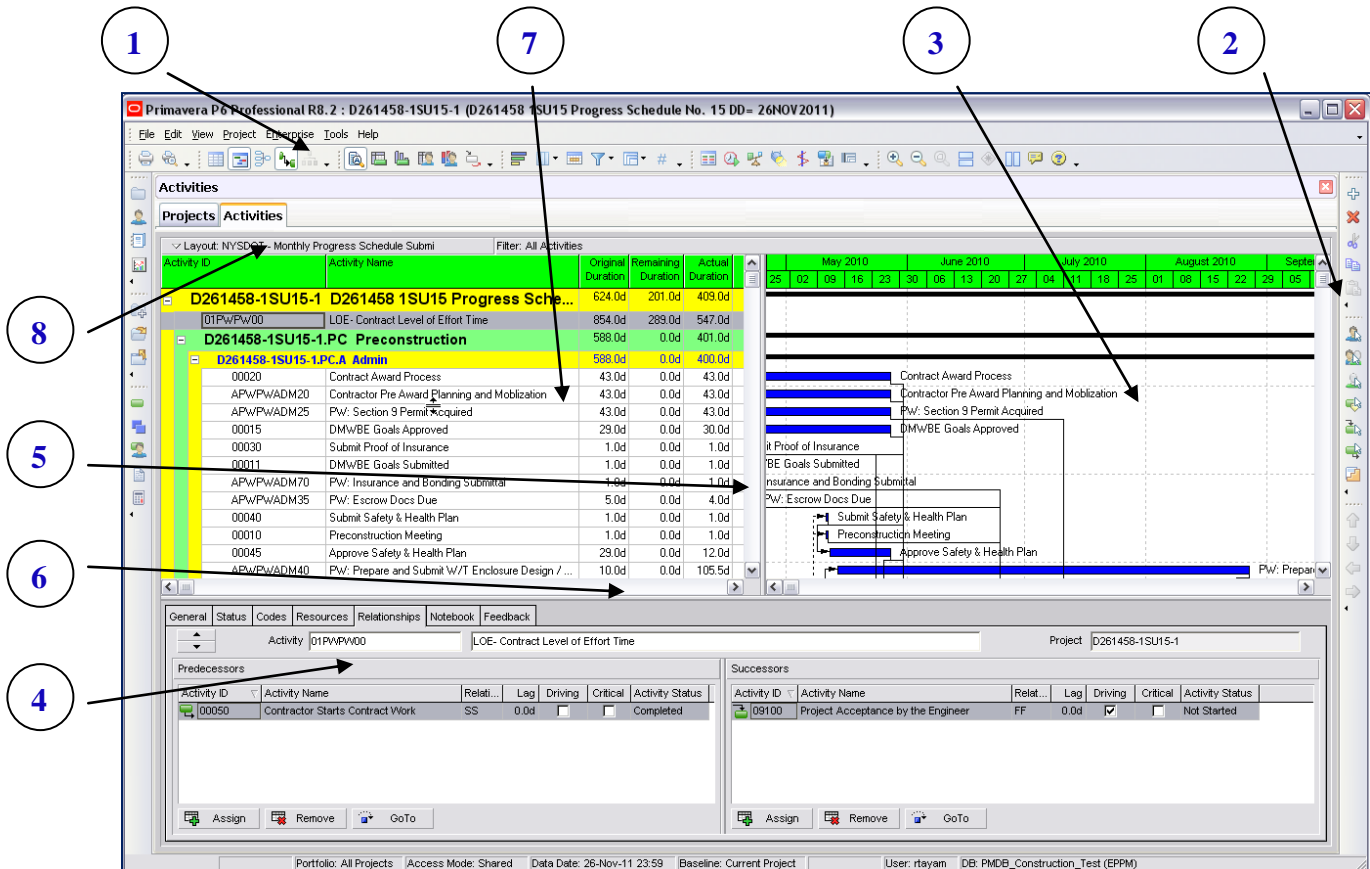 1
7
3
2
Primavera P6 Professional R8.2 : D261458-1SU15-1 (D261458 1SU15 Progress Schedule No. 15 DD= 26NOV2011)
File Edit View Project Enterprise Tools Help
Activities
Projects Activities
Layout: NYSDOT - Monthly Progress Schedule Submi Filter: All Activities
Activity ID Activity Name Original Duration Remaining Duration Actual Duration
May 2010 June 2010 July 2010 August 2010 Septe
25 02 09 16 23 30 06 13 20 27 04 11 18 25 01 08 15 22 29 05
D261458-1SU15-1 D261458 1SU15 Progress Sche... 624.0d 201.0d 409.0d
8
01PWPW00 LOE- Contract Level of Effort Time 854.0d 289.0d 547.0d
D261458-1SU15-1.PC Preconstruction 588.0d 0.0d 401.0d
D261458-1SU15-1.PC.A Admin 588.0d 0.0d 400.0d
00020 Contract Award Process 43.0d 0.0d 43.0d Contract Award Process
APWPWADM20 Contractor Pre Award Planning and Moblization 43.0d 0.0d 43.0d Contractor Pre Award Planning and Moblization
APWPWADM25 PW: Section 9 Permit Acquired 43.0d 0.0d 43.0d PW: Section 9 Permit Acquired
00015 DMWBE Goals Approved 29.0d 0.0d 30.0d DMWBE Goals Approved
00030 Submit Proof of Insurance 1.0d 0.0d 1.0d it Proof of Insurance
5
00011 DMWBE Goals Submitted 1.0d 0.0d 1.0d BE Goals Submitted
APWPWADM70 PW: Insurance and Bonding Submittal 1.0d 0.0d 1.0d nsurance and Bonding Submittal
APWPWADM35 PW: Escrow Docs Due 5.0d 0.0d 4.0d PW: Escrow Docs Due
00040 Submit Safety & Health Plan 1.0d 0.0d 1.0d Submit Safety & Health Plan
00010 Preconstruction Meeting 1.0d 0.0d 1.0d Preconstruction Meeting
00045 Approve Safety & Health Plan 29.0d 0.0d 12.0d Approve Safety & Health Plan
APWPWADM40 PW: Prepare and Submit W/T Enclosure Design / ... 10.0d 0.0d 105.5d PW: Prepar
6
General Status Codes Resources Relationships Notebook Feedback
Activity 01PWPW00 LOE- Contract Level of Effort Time Project D261458-1SU15-1
Predecessors Successors
4
Activity ID Activity Name Relati... Lag Driving Critical Activity Status Activity ID Activity Name Relat... Lag Driving Critical Activity Status
00050 Contractor Starts Contract Work SS 0.0d Completed 09100 Project Acceptance by the Engineer FF 0.0d Not Started
Assign Remove GoTo Assign Remove GoTo
Portfolio: All Projects Access Mode: Shared Data Date: 26-Nov-11 23:59 Baseline: Current Project User: rtayam DB: PMDB_Construction_Test (EPPM)